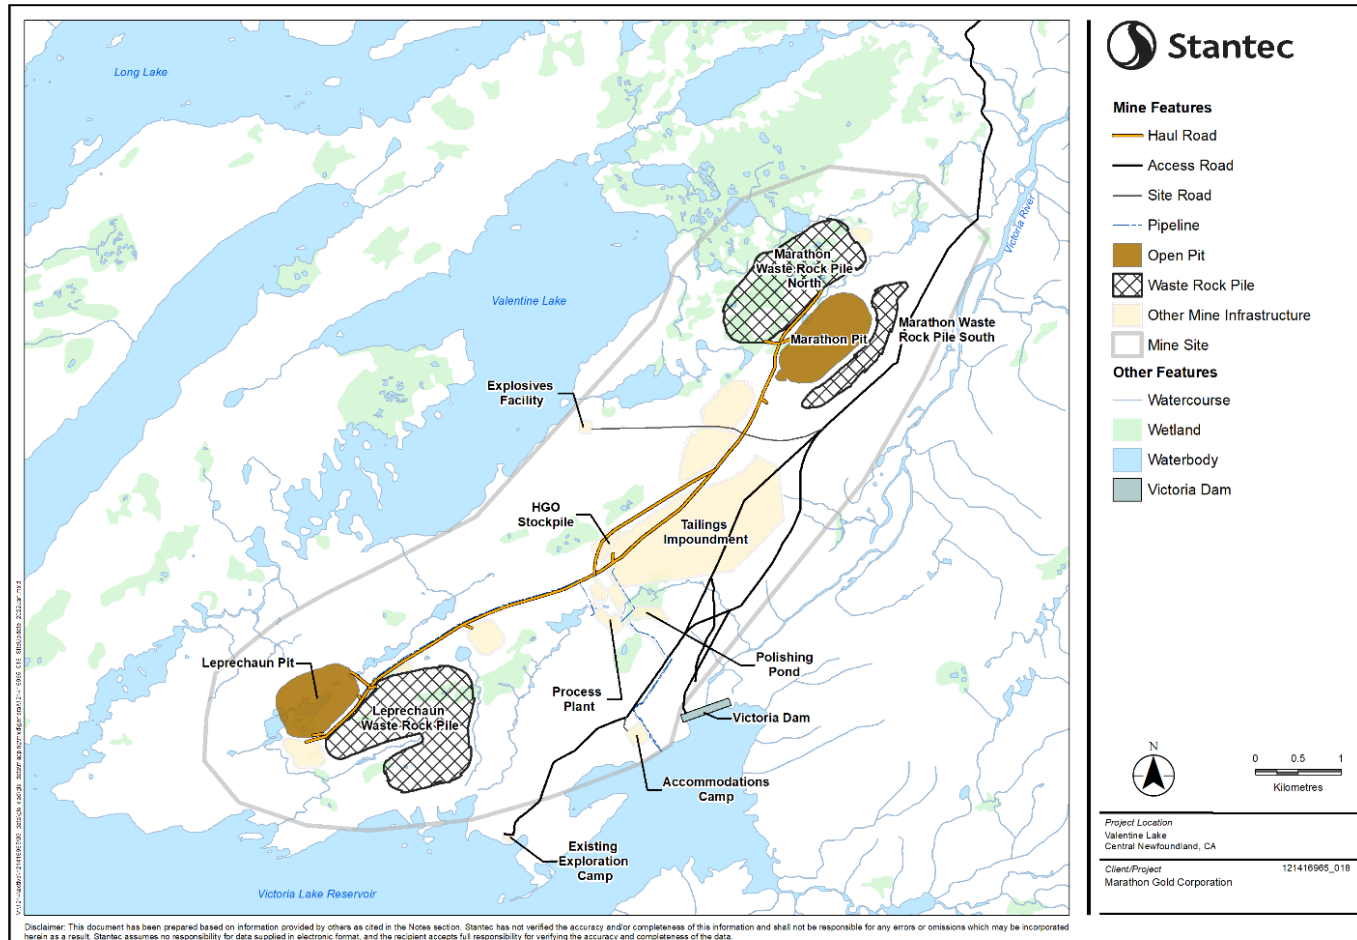 Long Lake
Valentine Lake
Victoria River
Marathon
Waste Rock Pile
North
Marathon Pit
Marathon Waste
Rock Pile South
Explosives
Facility
HGO
Stockpile
Tailings
Impoundment
Leprechaun Pit
Leprechaun
Waste Rock Pile
Process
Plant
Polishing
Pond
Victoria Dam
Accommodations
Camp
Existing
Exploration
Camp
Victoria Lake Reservoir
Stantec
Mine Features
Haul Road
Access Road
Site Road
Pipeline
Open Pit
Waste Rock Pile
Other Mine Infrastructure
Mine Site
Other Features
Watercourse
Wetland
Waterbody
Victoria Dam
N
0 0.5 1
Kilometres
Project Location
Valentine Lake
Central Newfoundland, CA
Client/Project 121416965_018
Marathon Gold Corporation
Disclaimer: This document has been prepared based on information provided by others as cited in the Notes section. Stantec has not verified the accuracy and/or completeness of this information and shall not be responsible for any errors or omissions which may be incorporated
herein as a result. Stantec assumes no responsibility for data supplied in electronic format, and the recipient accepts full responsibility for verifying the accuracy and completeness of the data.